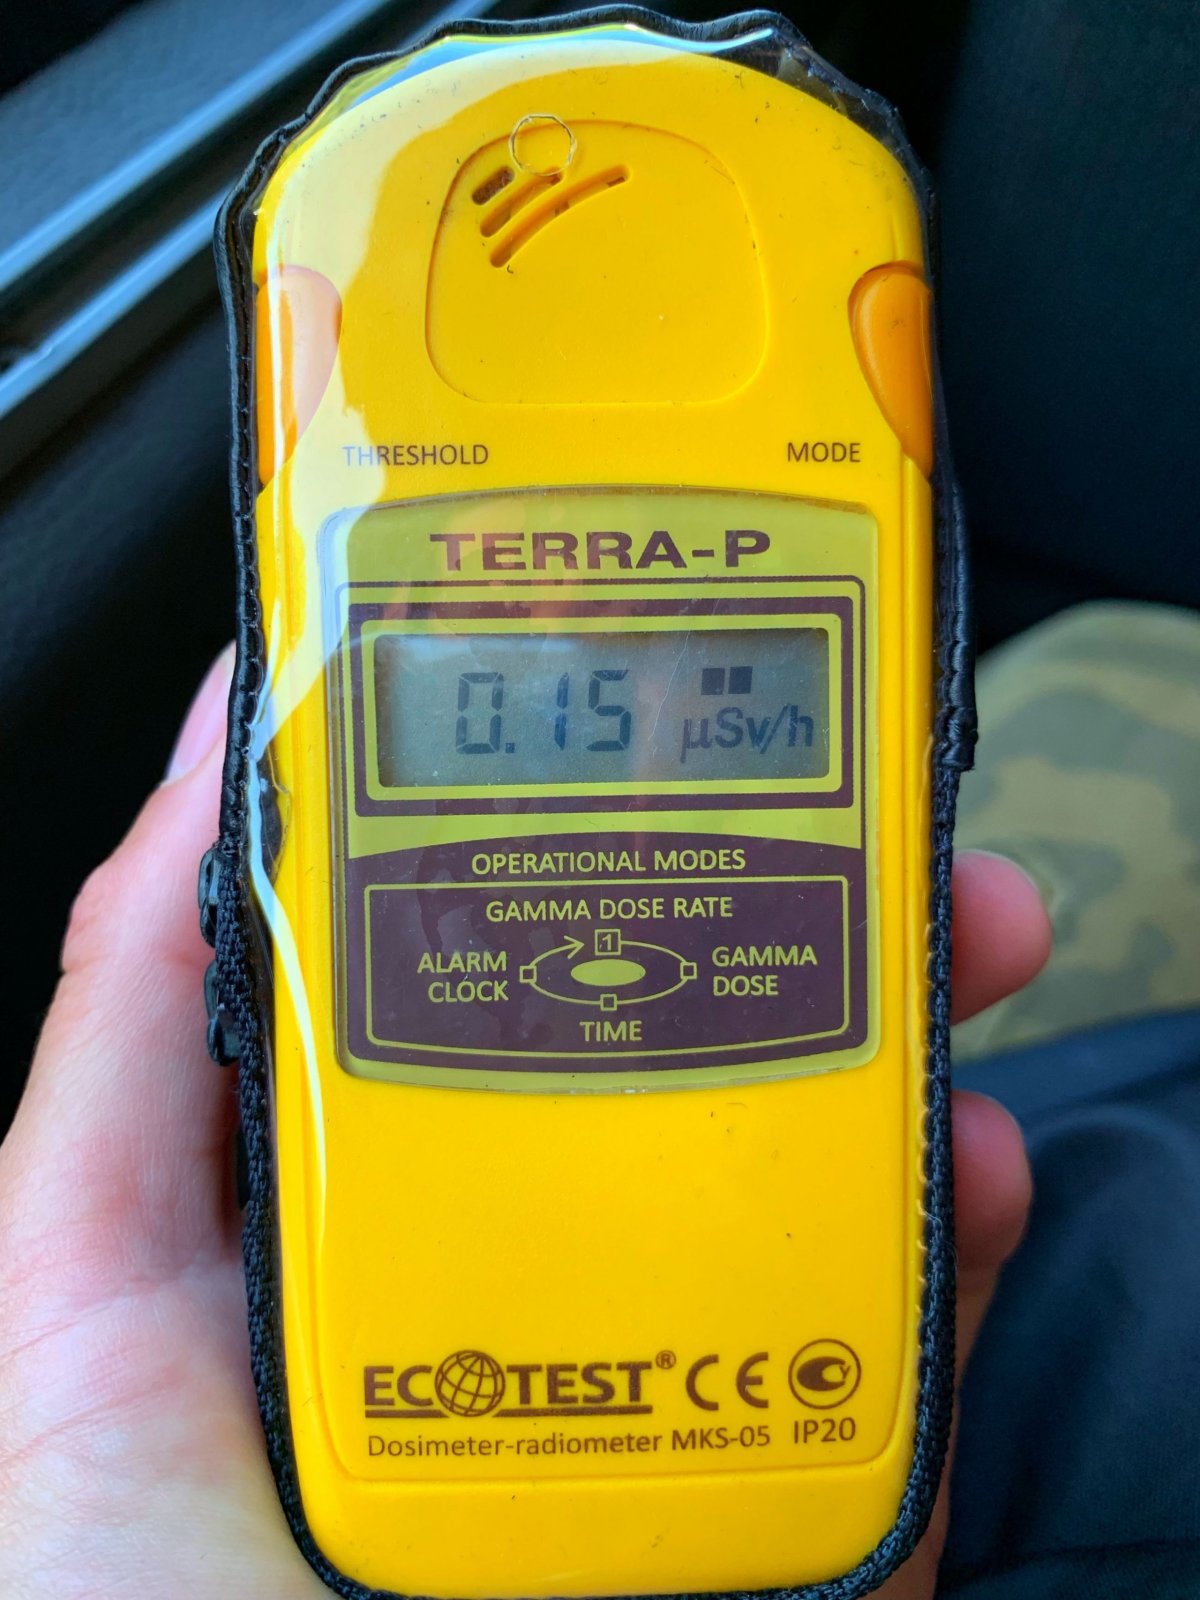 THRESHOLD MODE
TERRA-P
0.15 µSv/h
OPERATIONAL MODES
GAMMA DOSE RATE
.1
ALARM CLOCK
GAMMA DOSE
TIME
ECOTEST® CE
Dosimeter-radiometer MKS-05 IP20